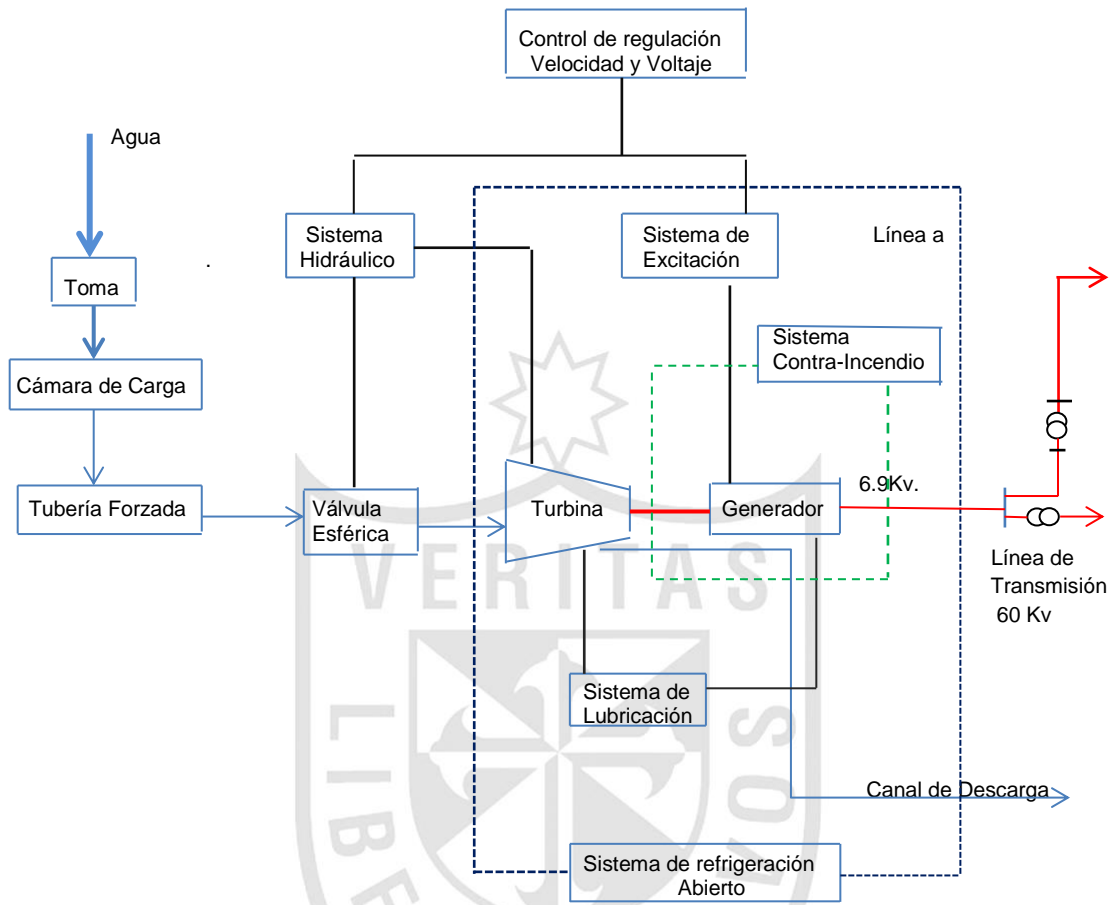 Control de regulación
Velocidad y Voltaje
Agua
Sistema
Hidráulico
Sistema de
Excitación
Línea a
Toma
.
Sistema
Contra-Incendio
Cámara de Carga
6.9Kv.
Tubería Forzada
Válvula
Esférica
Turbina
Generador
Línea de
Transmisión
60 Kv
VERITAS
Sistema de
Lubricación
LIBE
SOV
Canal de Descarga
Sistema de refrigeración
Abierto